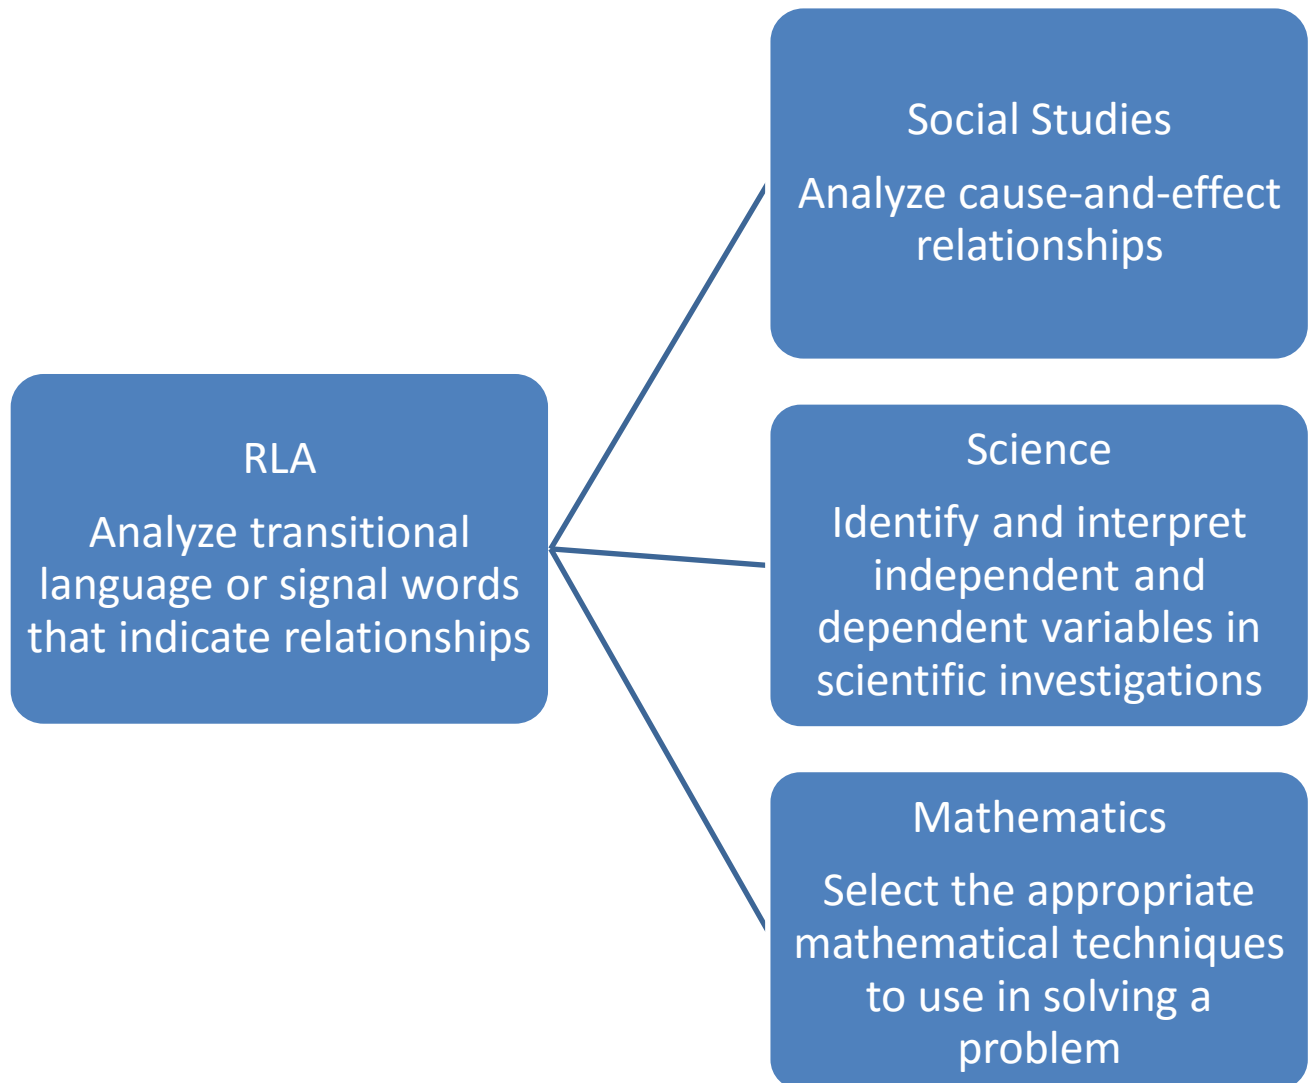 RLA
Analyze transitional
language or signal words
that indicate relationships
Social Studies
Analyze cause-and-effect
relationships
Science
Identify and interpret
independent and
dependent variables in
scientific investigations
Mathematics
Select the appropriate
mathematical techniques
to use in solving a
problem